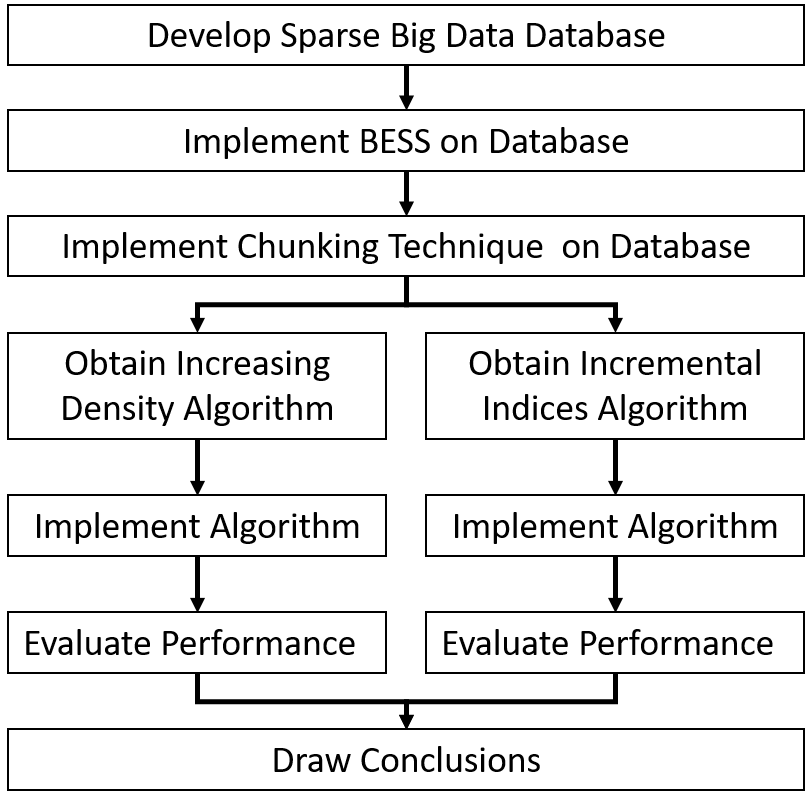 Develop Sparse Big Data Database
Implement BESS on Database
Implement Chunking Technique  on Database
Obtain Increasing
Density Algorithm
Obtain Incremental
Indices Algorithm
Implement Algorithm
Implement Algorithm
Evaluate Performance
Evaluate Performance
Draw Conclusions